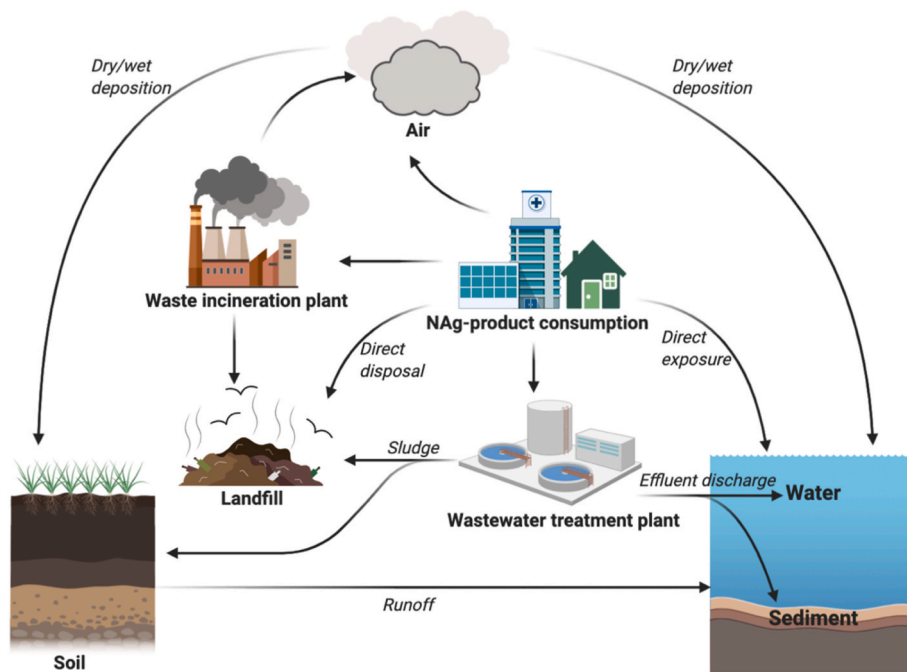 Dry/wet
deposition
Dry/wet
deposition
Air
Waste incineration plant
NAg-product consumption
Direct
disposal
Direct
exposure
Sludge
Landfill
Effluent discharge
Water
Wastewater treatment plant
Runoff
Sediment
Soil